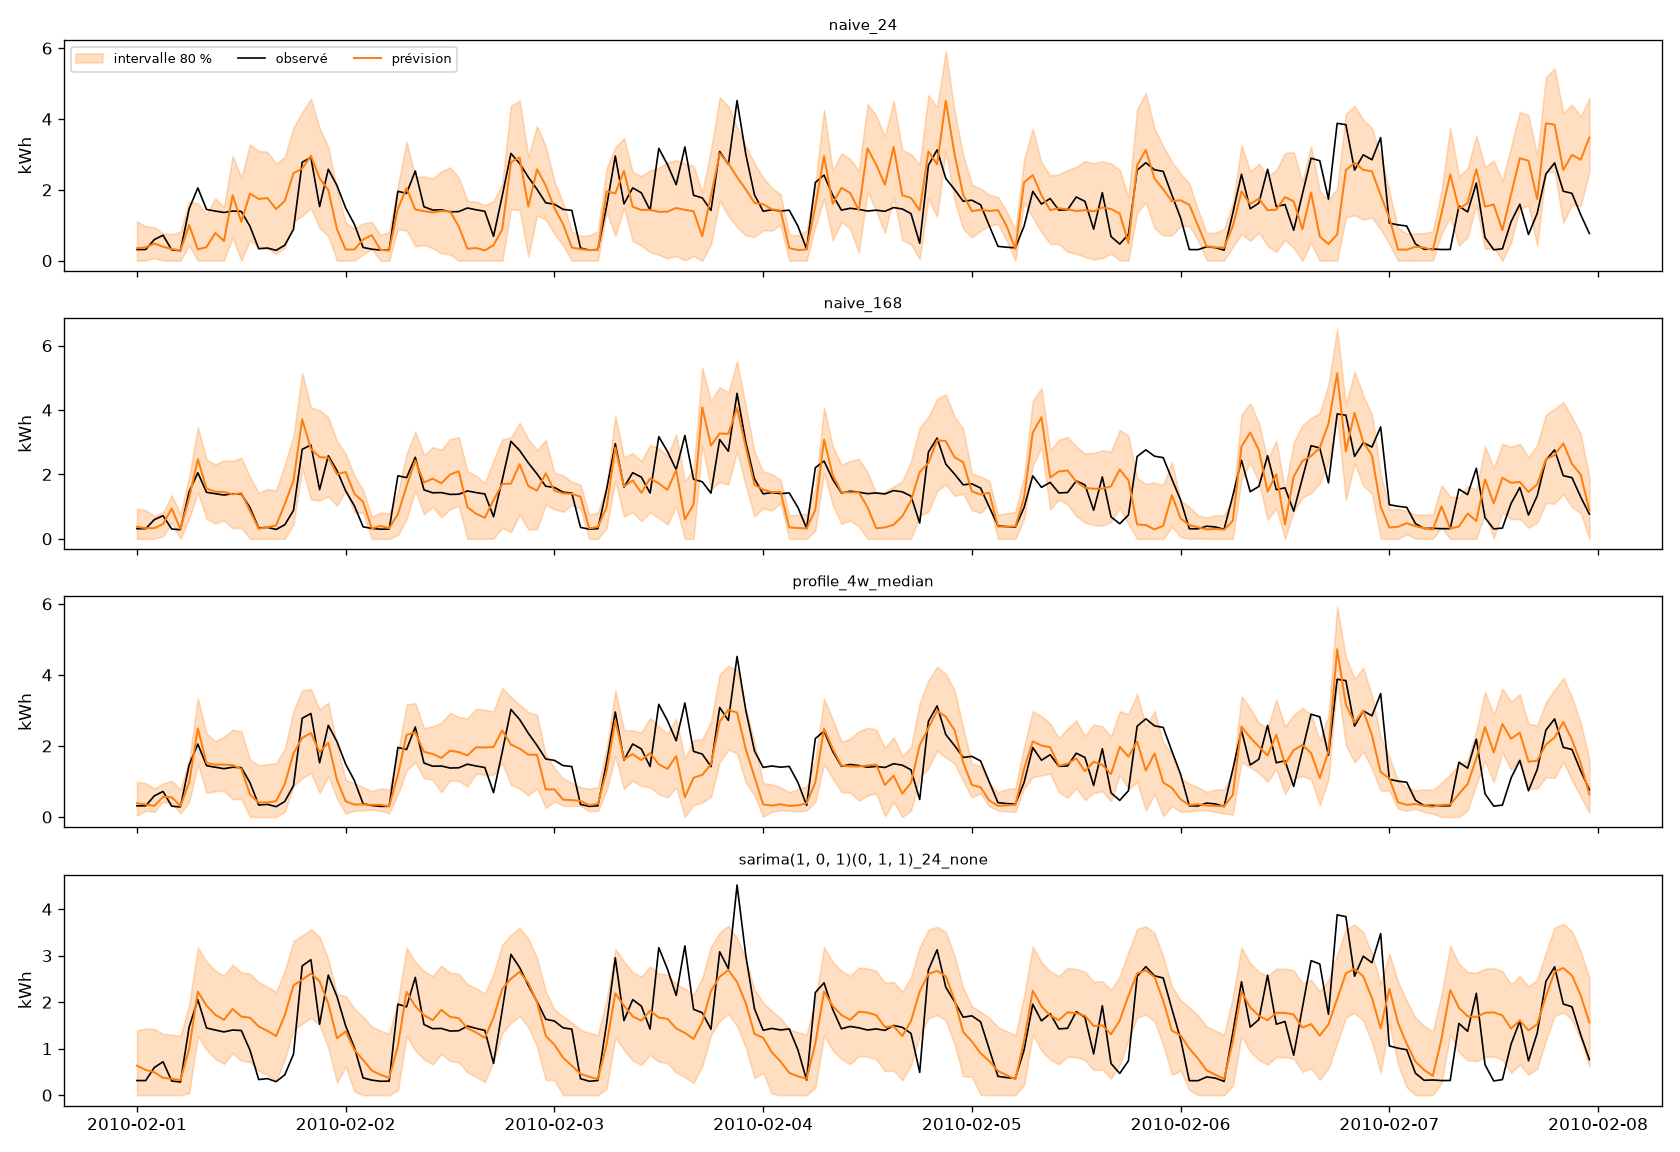 naive_24
intervalle 80 % observé prévision
6
4
2
0
kWh
naive_168
6
4
2
0
kWh
profile_4w_median
6
4
2
0
kWh
sarima(1, 0, 1)(0, 1, 1)_24_none
4
3
2
1
0
kWh
2010-02-01 2010-02-02 2010-02-03 2010-02-04 2010-02-05 2010-02-06 2010-02-07 2010-02-08